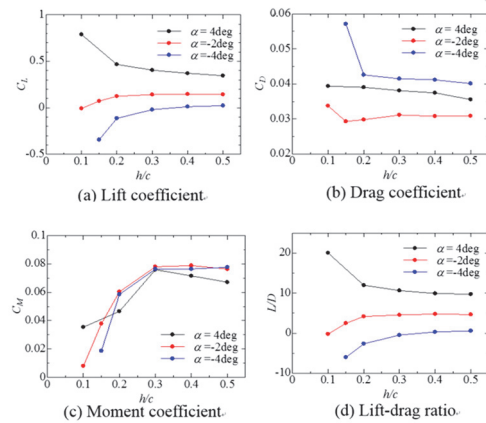 1
0.5
0
-0.5
C_L
α = 4deg
α =-2deg
α =-4deg
0.1 0.2 0.3 0.4 0.5
h/c
(a) Lift coefficient
0.06
0.05
0.04
0.03
0.02
C_D
α = 4deg
α =-2deg
α =-4deg
0.1 0.2 0.3 0.4 0.5
h/c
(b) Drag coefficient
0.1
0.08
0.06
0.04
0.02
0
C_M
α = 4deg
α =-2deg
α =-4deg
0.1 0.2 0.3 0.4 0.5
h/c
(c) Moment coefficient
20
10
0
-10
L/D
α = 4deg
α =-2deg
α =-4deg
0.1 0.2 0.3 0.4 0.5
h/c
(d) Lift-drag ratio